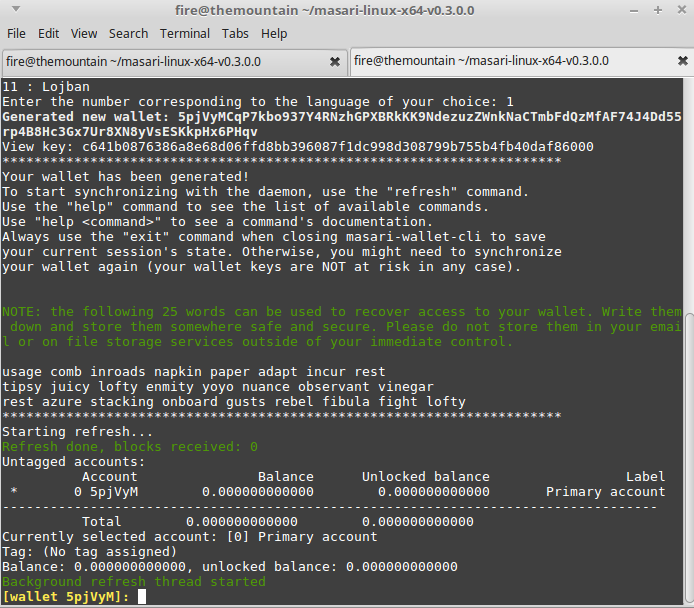 fire@themountain ~/masari-linux-x64-v0.3.0.0
File Edit View Search Terminal Tabs Help
fire@themountain ~/masari-linux-x64-v0.3.0.0 fire@themountain ~/masari-linux-x64-v0.3.0.0
11 : Lojban
Enter the number corresponding to the language of your choice: 1
Generated new wallet: 5pjVyMCqP7kbo937Y4RNzhGPXBRkKK9NdezuzZWnkNaCTmbFdQzMfAF74J4Dd55
rp4B8Hc3Gx7Ur8XN8yVsESKkpHx6PHqv
View key: c641b0876386a8e68d06ffd8bb396087f1dc998d308799b755b4fb40daf86000
**********************************************************************
Your wallet has been generated!
To start synchronizing with the daemon, use the "refresh" command.
Use the "help" command to see the list of available commands.
Use "help <command>" to see a command's documentation.
Always use the "exit" command when closing masari-wallet-cli to save
your current session's state. Otherwise, you might need to synchronize
your wallet again (your wallet keys are NOT at risk in any case).
NOTE: the following 25 words can be used to recover access to your wallet. Write them
down and store them somewhere safe and secure. Please do not store them in your emai
l or on file storage services outside of your immediate control.
usage comb inroads napkin paper adapt incur rest
tipsy juicy lofty enmity yoyo nuance observant vinegar
rest azure stacking onboard gusts rebel fibula fight lofty
**********************************************************************
Starting refresh...
Refresh done, blocks received: 0
Untagged accounts:
Account Balance Unlocked balance Label
* 0 5pjVyM 0.000000000000 0.000000000000 Primary account
----------------------------------------------------------------------------------
Total 0.000000000000 0.000000000000
Currently selected account: [0] Primary account
Tag: (No tag assigned)
Balance: 0.000000000000, unlocked balance: 0.000000000000
Background refresh thread started
[wallet 5pjVyM]: